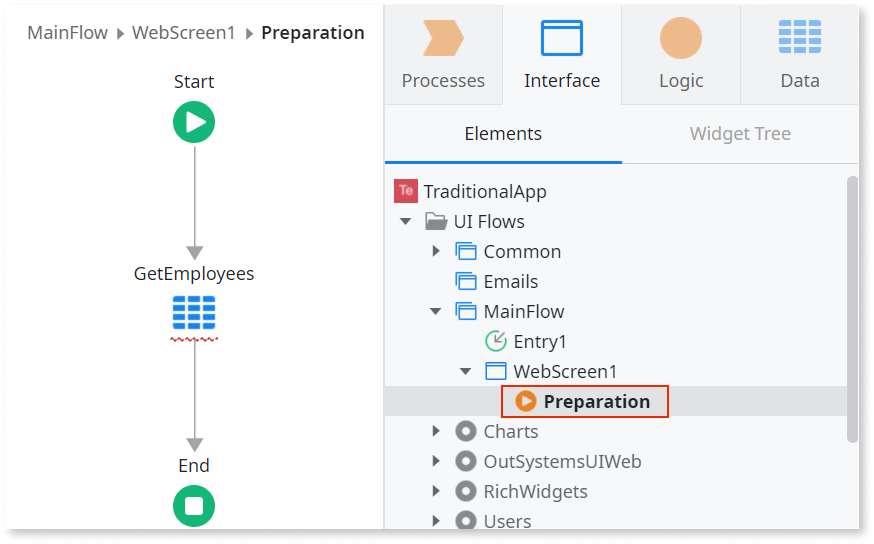 MainFlow WebScreen1 Preparation
Start
GetEmployees
End
Processes Interface Logic Data
Elements Widget Tree
Te TraditionalApp
UI Flows
Common
Emails
MainFlow
Entry1
WebScreen1
Preparation
Charts
OutSystemsUIWeb
RichWidgets
Users